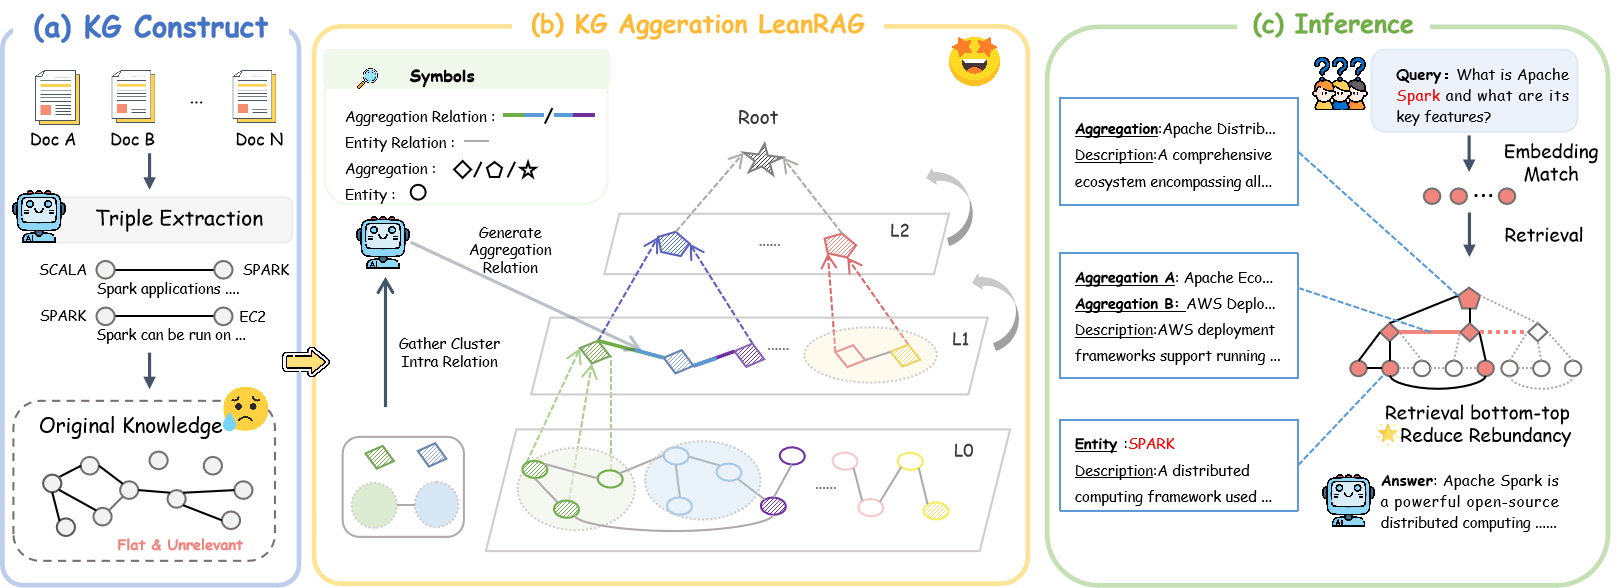 (a) KG Construct
Doc A
Doc B
...
Doc N
Triple Extraction
AI
SCALA
SPARK
Spark applications ....
SPARK
EC2
Spark can be run on ...
Original Knowledge
Flat & Unrelevant
(b) KG Aggeration LeanRAG
Symbols
Aggregation Relation :
/
Entity Relation :
Aggregation :
/ /
Entity :
Root
AI
Generate
Aggregation
Relation
Gather Cluster
Intra Relation
......
L2
......
L1
......
L0
(c) Inference
???
Query: What is Apache
Spark and what are its
key features?
Embedding
Match
...
Retrieval
Aggregation:Apache Distrib...
Description:A comprehensive
ecosystem encompassing all...
Aggregation A: Apache Eco...
Aggregation B: AWS Deplo...
Description:AWS deployment
frameworks support running ...
Entity :SPARK
Description:A distributed
computing framework used ...
Retrieval bottom-top
Reduce Rebundancy
AI
Answer: Apache Spark is
a powerful open-source
distributed computing ......